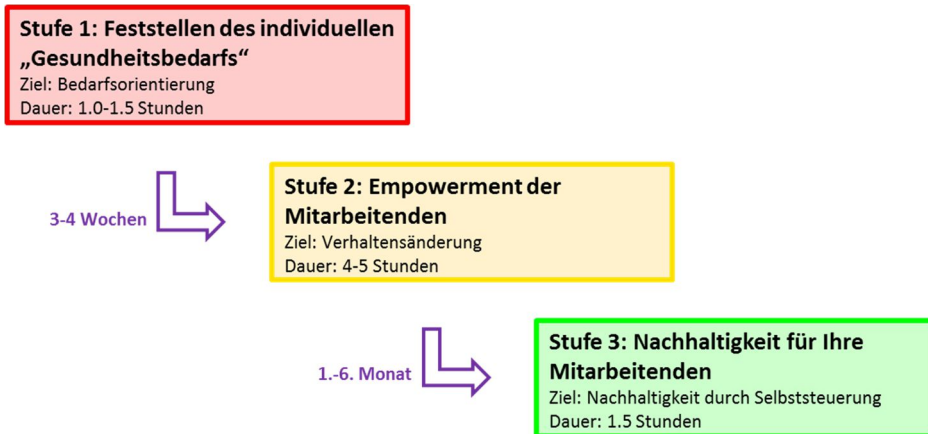 Stufe 1: Feststellen des individuellen
„Gesundheitsbedarfs“
Ziel: Bedarfsorientierung
Dauer: 1.0-1.5 Stunden
3-4 Wochen
Stufe 2: Empowerment der
Mitarbeitenden
Ziel: Verhaltensänderung
Dauer: 4-5 Stunden
1.-6. Monat
Stufe 3: Nachhaltigkeit für Ihre
Mitarbeitenden
Ziel: Nachhaltigkeit durch Selbststeuerung
Dauer: 1.5 Stunden